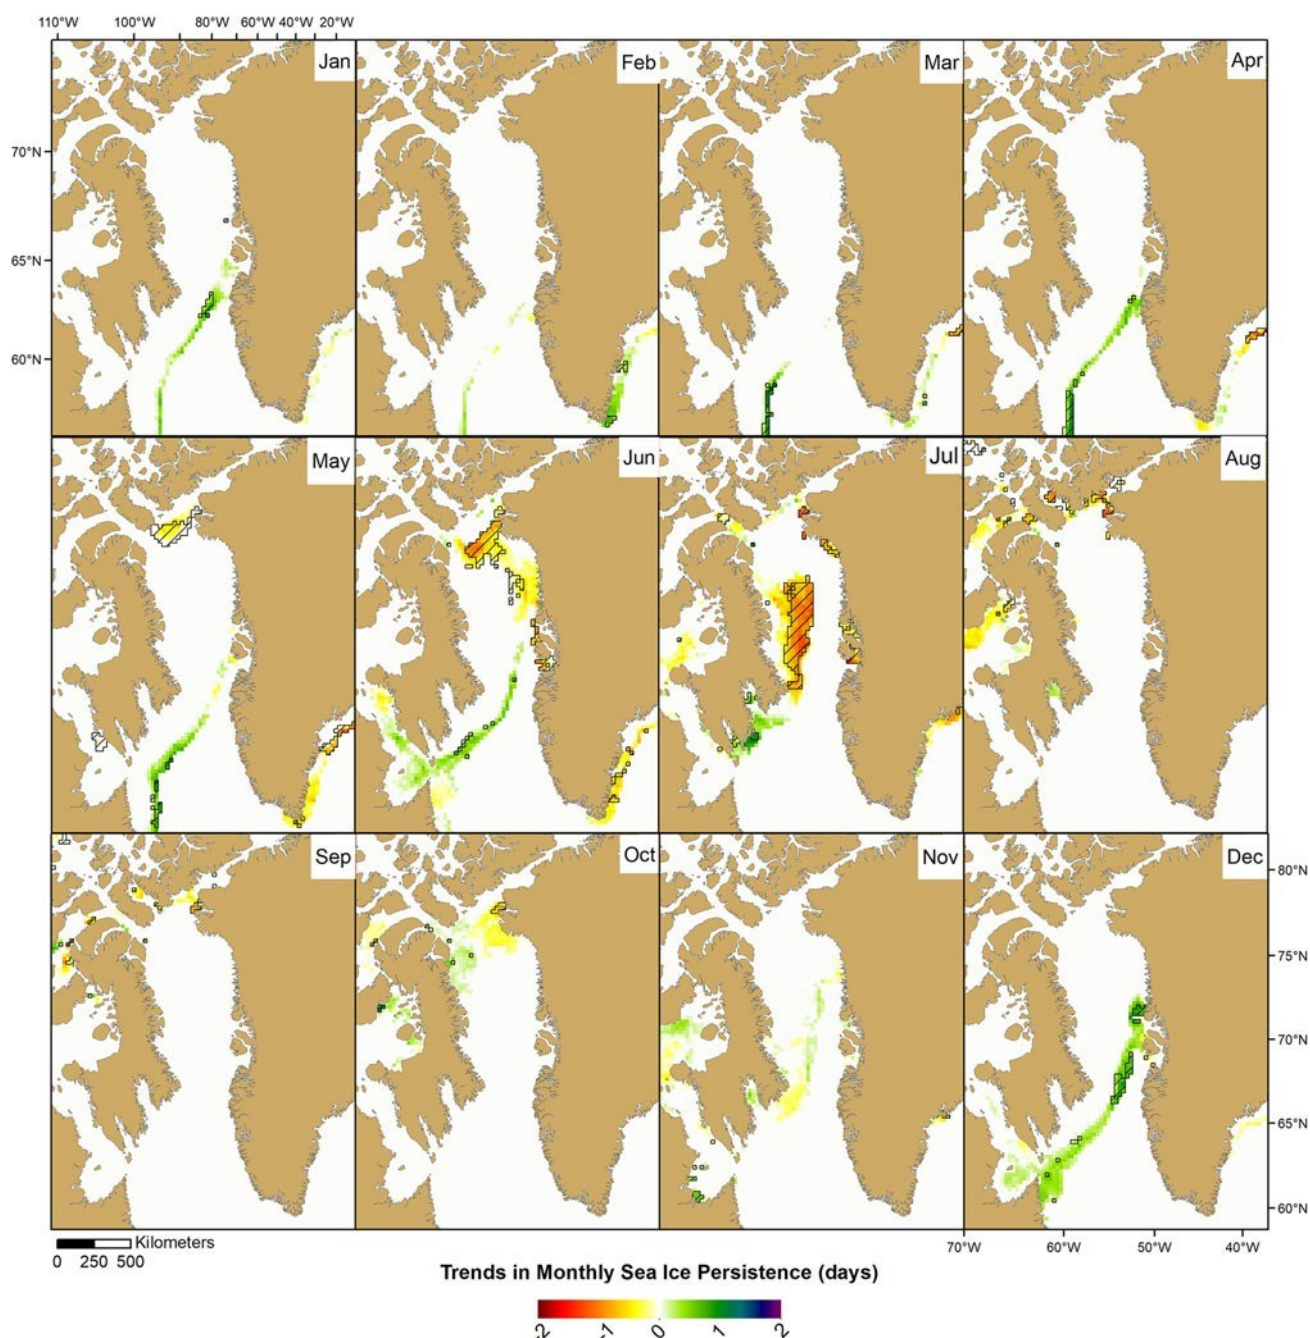 110°W 100°W 80°W 60°W 40°W 20°W
Jan Feb Mar Apr
70°N
65°N
60°N
May Jun Jul Aug
Sep Oct Nov Dec
80°N
75°N
70°N
65°N
60°N
Kilometers
0 250 500
70°W 60°W 50°W 40°W
Trends in Monthly Sea Ice Persistence (days)
-2 -1 0 1 2